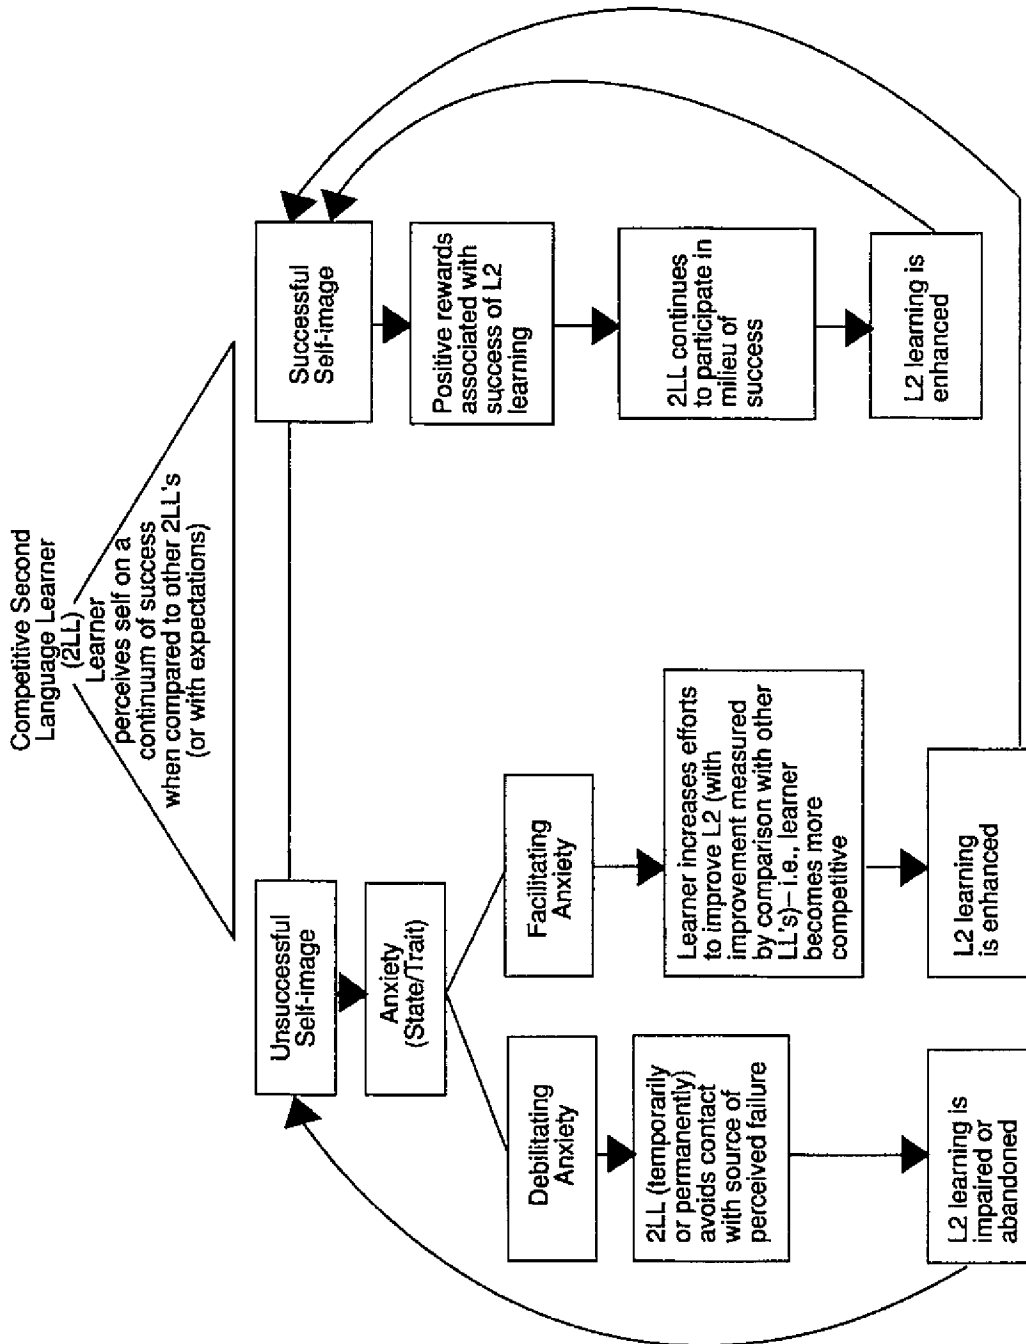 Competitive Second
Language Learner
(2LL)
Learner
perceives self on a
continuum of success
when compared to other 2LL's
(or with expectations)
Unsuccessful
Self-image
Successful
Self-image
Anxiety
(State/Trait)
Debilitating
Anxiety
Facilitating
Anxiety
Positive rewards
associated with
success of L2
learning
2LL (temporarily
or permanently)
avoids contact
with source of
perceived failure
Learner increases efforts
to improve L2 (with
improvement measured
by comparison with other
LL's)– i.e., learner
becomes more
competitive
2LL continues
to participate in
milieu of
success
L2 learning is
impaired or
abandoned
L2 learning
is enhanced
L2 learning is
enhanced